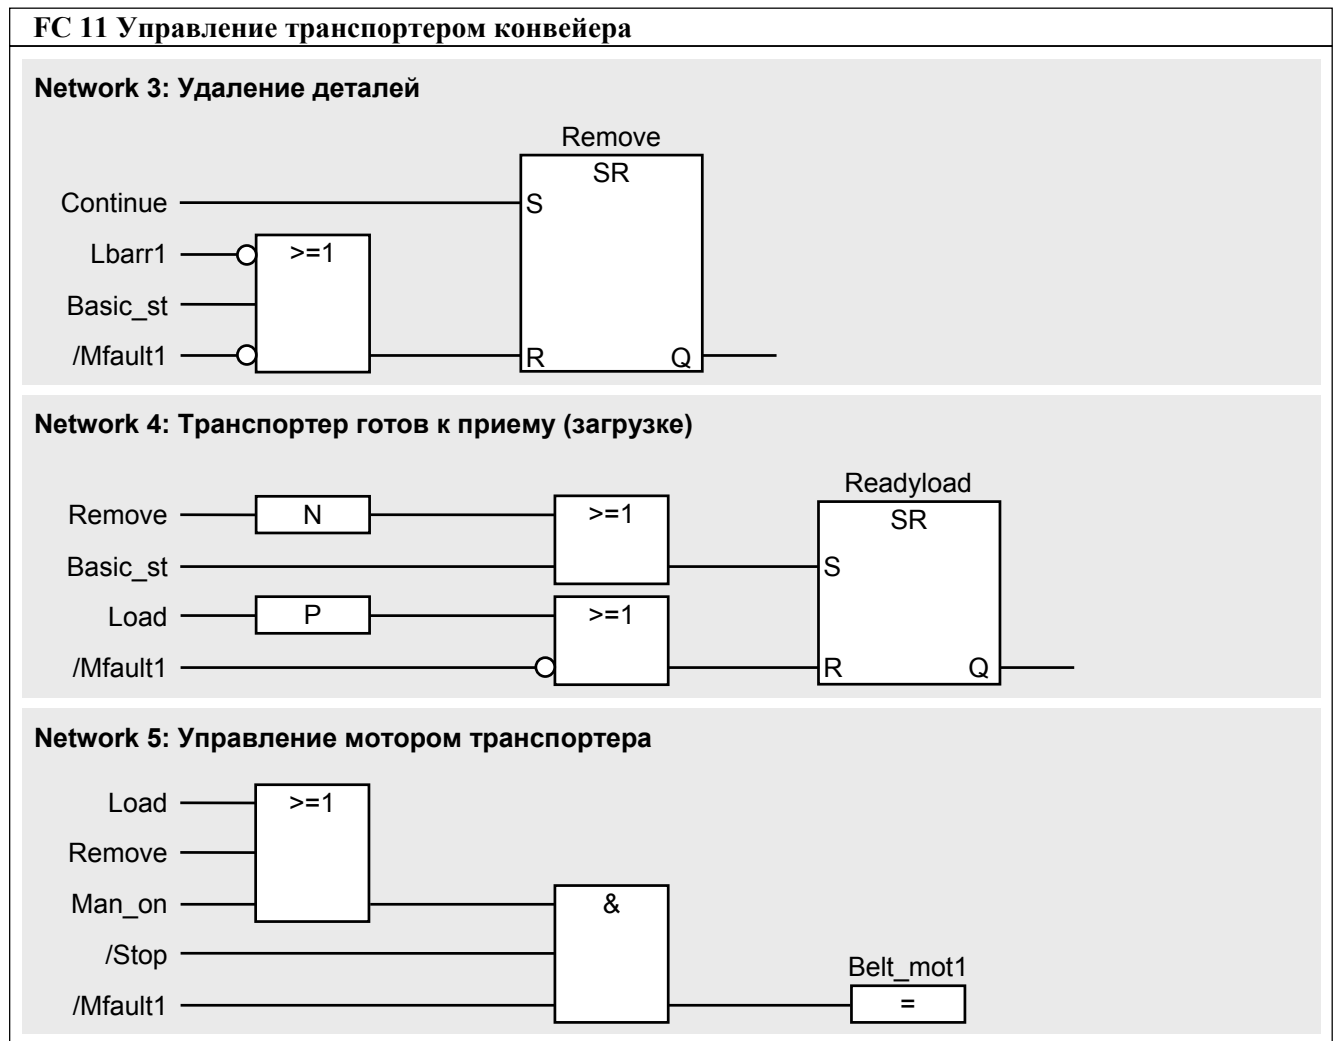 FC 11 Управление транспортером конвейера
Network 3: Удаление деталей
Remove
SR
Continue
S
Lbarr1
>=1
Basic_st
/Mfault1
R
Q
Network 4: Транспортер готов к приему (загрузке)
Readyload
Remove
N
>=1
SR
Basic_st
S
Load
P
>=1
/Mfault1
R
Q
Network 5: Управление мотором транспортера
Load
>=1
Remove
Man_on
&
/Stop
Belt_mot1
/Mfault1
=